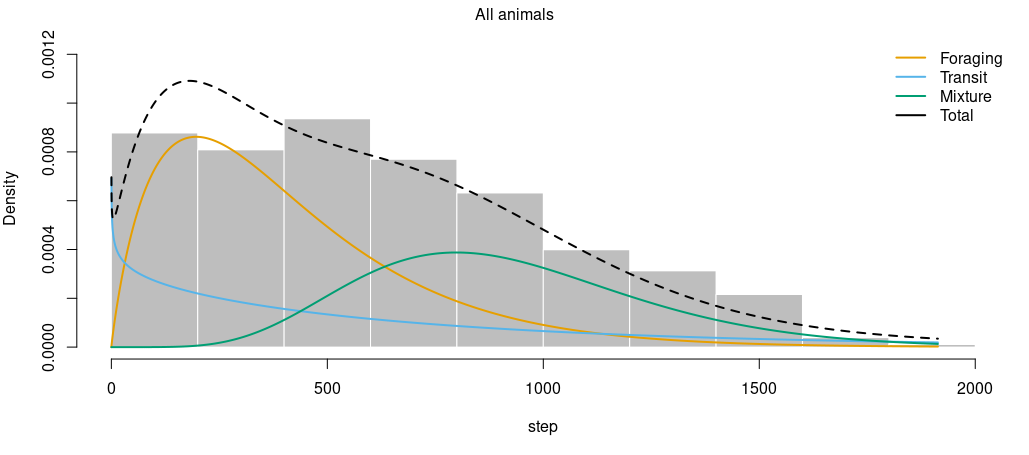 All animals
Foraging
Transit
Mixture
Total
Density
0.0012
0.0008
0.0004
0.0000
0 500 1000 1500 2000
step